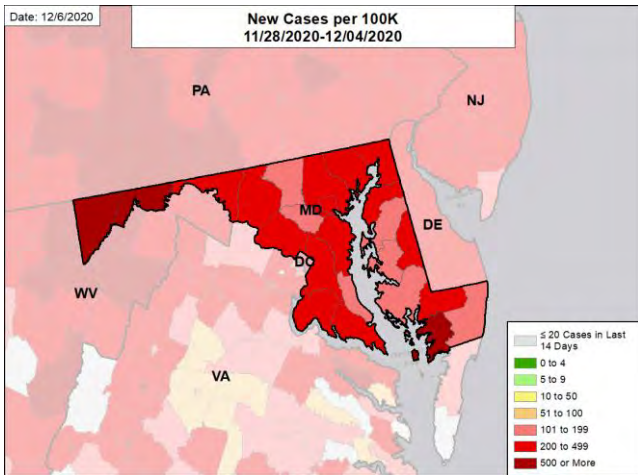 Date: 12/6/2020
New Cases per 100K
11/28/2020-12/04/2020
PA
NJ
MD
DE
DC
WV
VA
≤ 20 Cases in Last
14 Days
0 to 4
5 to 9
10 to 50
51 to 100
101 to 199
200 to 499
500 or More